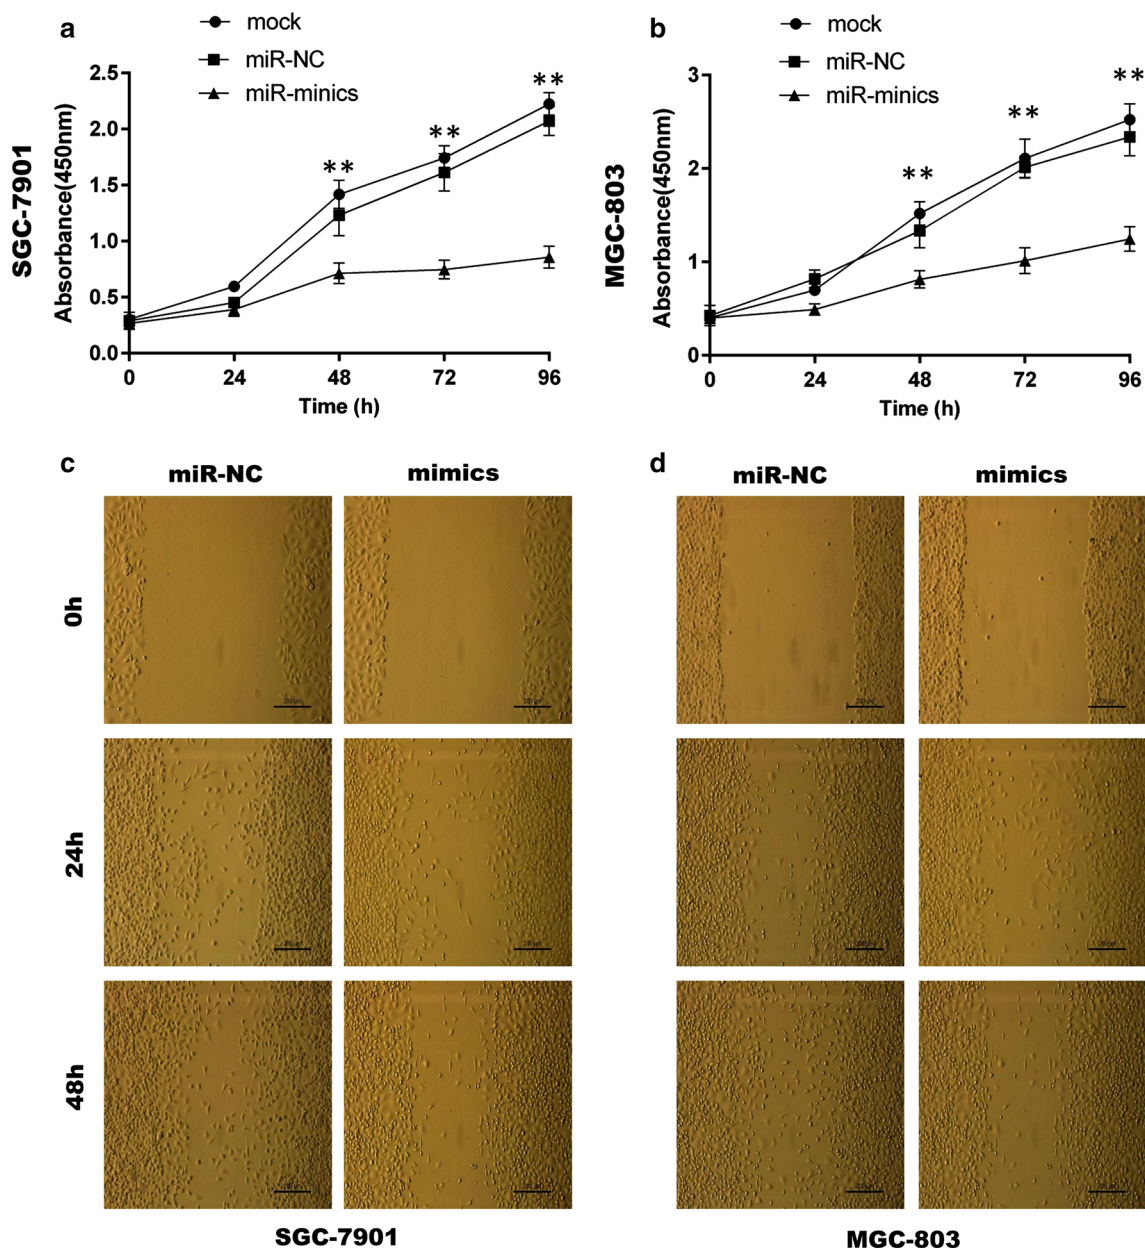 a
mock
miR-NC
miR-minics
2.5
2.0
1.5
1.0
0.5
0.0
0 24 48 72 96
Time (h)
Absorbance(450nm)
SGC-7901
** ** **
b
mock
miR-NC
miR-minics
3
2
1
0
0 24 48 72 96
Time (h)
Absorbance(450nm)
MGC-803
** ** **
c
miR-NC mimics
0h
24h
48h
SGC-7901
d
miR-NC mimics
MGC-803